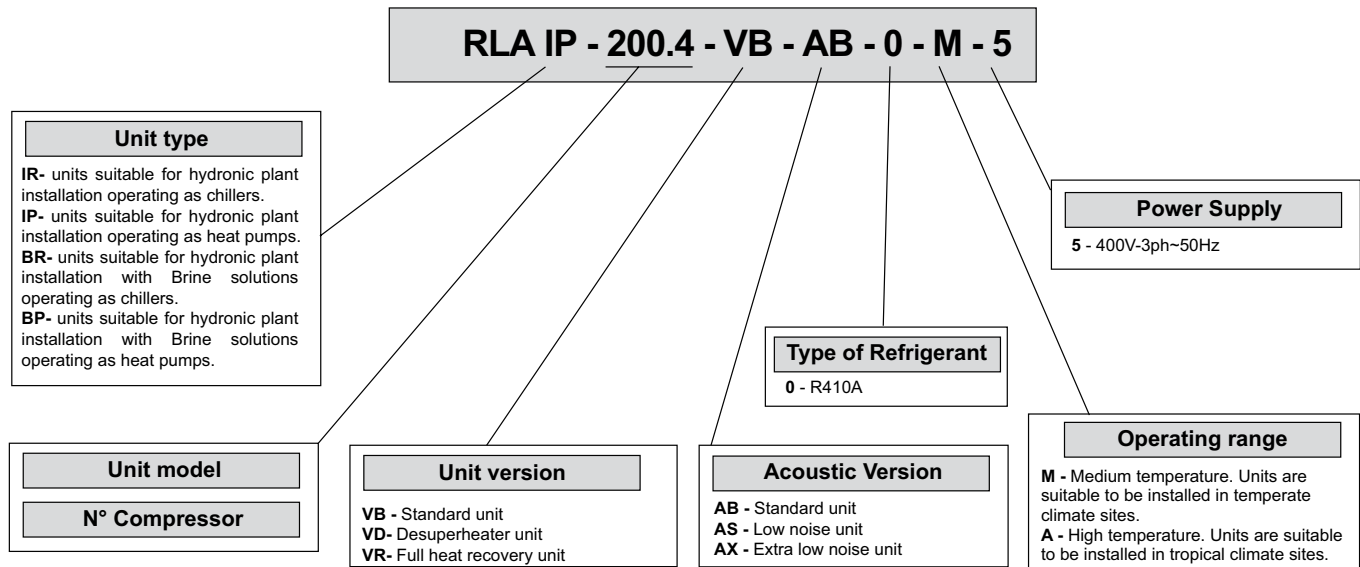 RLA IP - 200.4 - VB - AB - 0 - M - 5
Unit type
IR- units suitable for hydronic plant
installation operating as chillers.
IP- units suitable for hydronic plant
installation operating as heat pumps.
BR- units suitable for hydronic plant
installation with Brine solutions
operating as chillers.
BP- units suitable for hydronic plant
installation with Brine solutions
operating as heat pumps.
Power Supply
5 - 400V-3ph~50Hz
Type of Refrigerant
0 - R410A
Unit model
N° Compressor
Unit version
VB - Standard unit
VD- Desuperheater unit
VR- Full heat recovery unit
Acoustic Version
AB - Standard unit
AS - Low noise unit
AX - Extra low noise unit
Operating range
M - Medium temperature. Units are
suitable to be installed in temperate
climate sites.
A - High temperature. Units are suitable
to be installed in tropical climate sites.